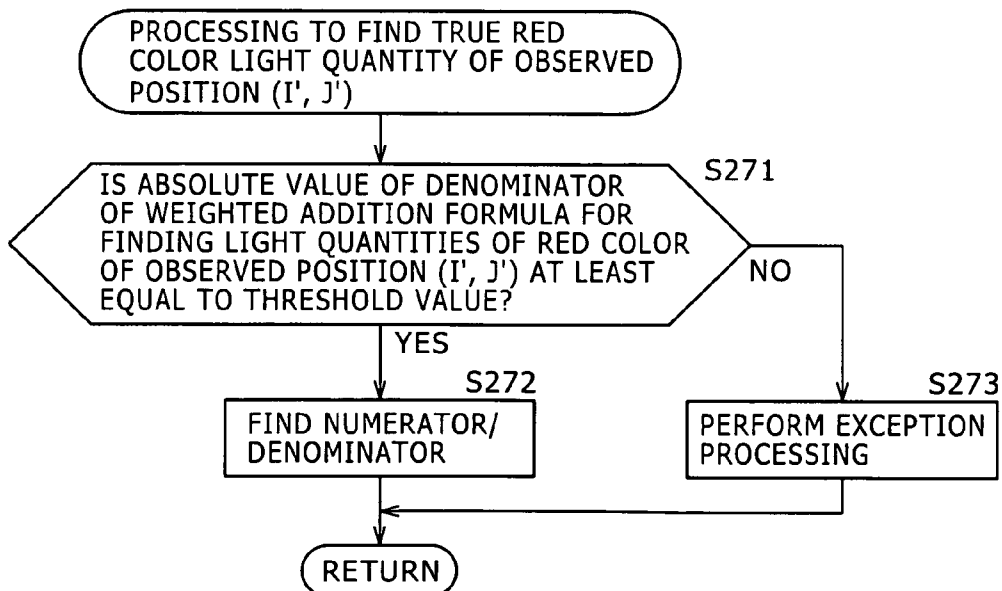 PROCESSING TO FIND TRUE RED
COLOR LIGHT QUANTITY OF OBSERVED
POSITION (I', J')
S271
IS ABSOLUTE VALUE OF DENOMINATOR
OF WEIGHTED ADDITION FORMULA FOR
FINDING LIGHT QUANTITIES OF RED COLOR
OF OBSERVED POSITION (I', J') AT LEAST
EQUAL TO THRESHOLD VALUE?
NO
YES
S272
FIND NUMERATOR/
DENOMINATOR
S273
PERFORM EXCEPTION
PROCESSING
RETURN